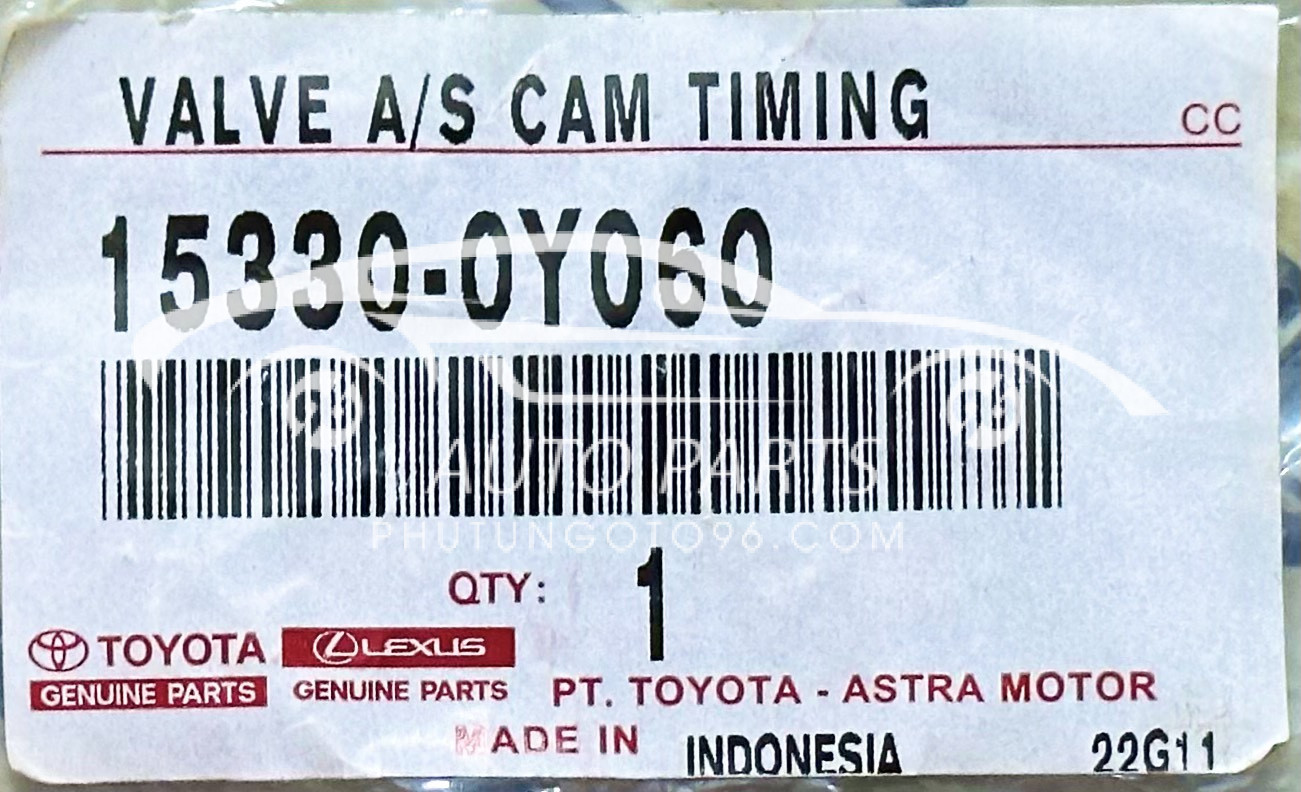 VALVE A/S CAM TIMING
CC
15330-0Y060
AUTO PARTS
PHUTUNGOTO96.COM
QTY: 1
TOYOTA LEXUS
GENUINE PARTS GENUINE PARTS PT. TOYOTA - ASTRA MOTOR
MADE IN INDONESIA 22G11